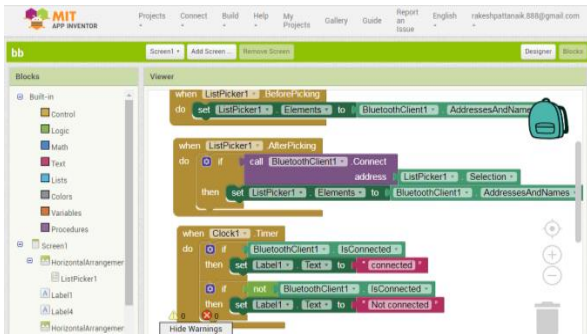 MIT
APP INVENTOR
Projects Connect Build Help My Projects Gallery Guide Report an Issue English rakeshpattanaik.888@gmail.com
bb
Screen1 Add Screen ... Remove Screen
Designer Blocks
Blocks
Viewer
Built-in
Control
Logic
Math
Text
Lists
Colors
Variables
Procedures
Screen1
HorizontalArrangemer
ListPicker1
Label1
Label4
HorizontalArrangemer
when ListPicker1 .BeforePicking
do set ListPicker1 . Elements to BluetoothClient1 . AddressesAndNames
when ListPicker1 .AfterPicking
do if call BluetoothClient1 .Connect
address ListPicker1 . Selection
then set ListPicker1 . Elements to BluetoothClient1 . AddressesAndNames
when Clock1 .Timer
do if BluetoothClient1 . IsConnected
then set Label1 . Text to " connected "
if not BluetoothClient1 . IsConnected
then set Label1 . Text to " Not connected "
0 0
Hide Warnings